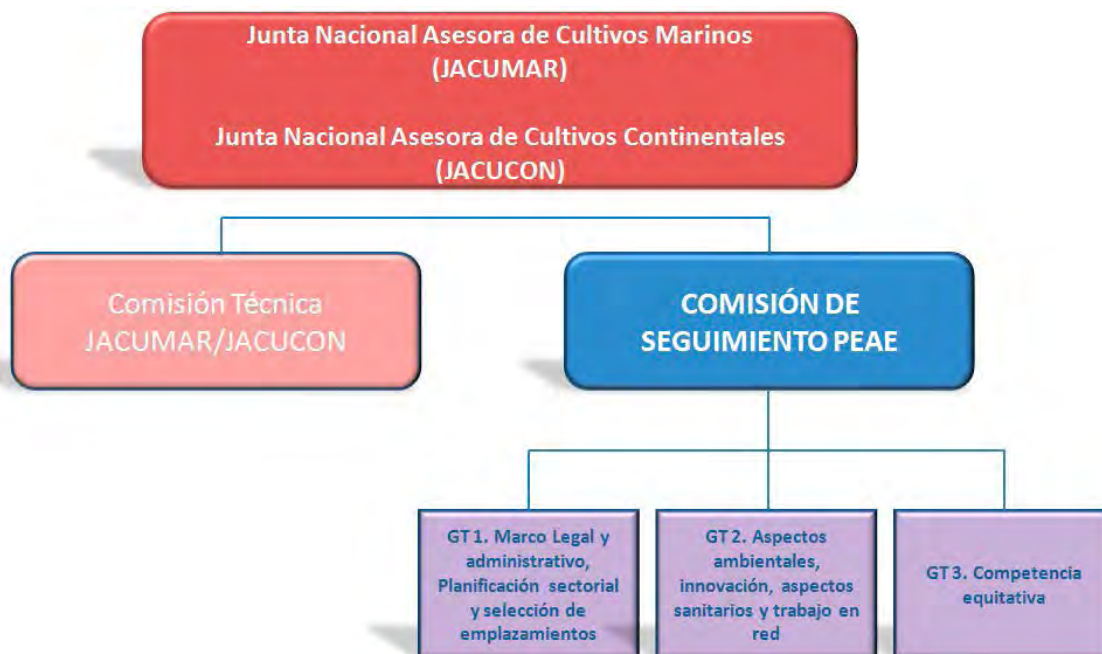 Junta Nacional Asesora de Cultivos Marinos
(JACUMAR)
Junta Nacional Asesora de Cultivos Continentales
(JACUCON)
Comisión Técnica
JACUMAR/JACUCON
COMISIÓN DE
SEGUIMIENTO PEAE
GT 1. Marco Legal y
administrativo,
Planificación sectorial
y selección de
emplazamientos
GT 2. Aspectos
ambientales,
innovación, aspectos
sanitarios y trabajo en
red
GT 3. Competencia
equitativa